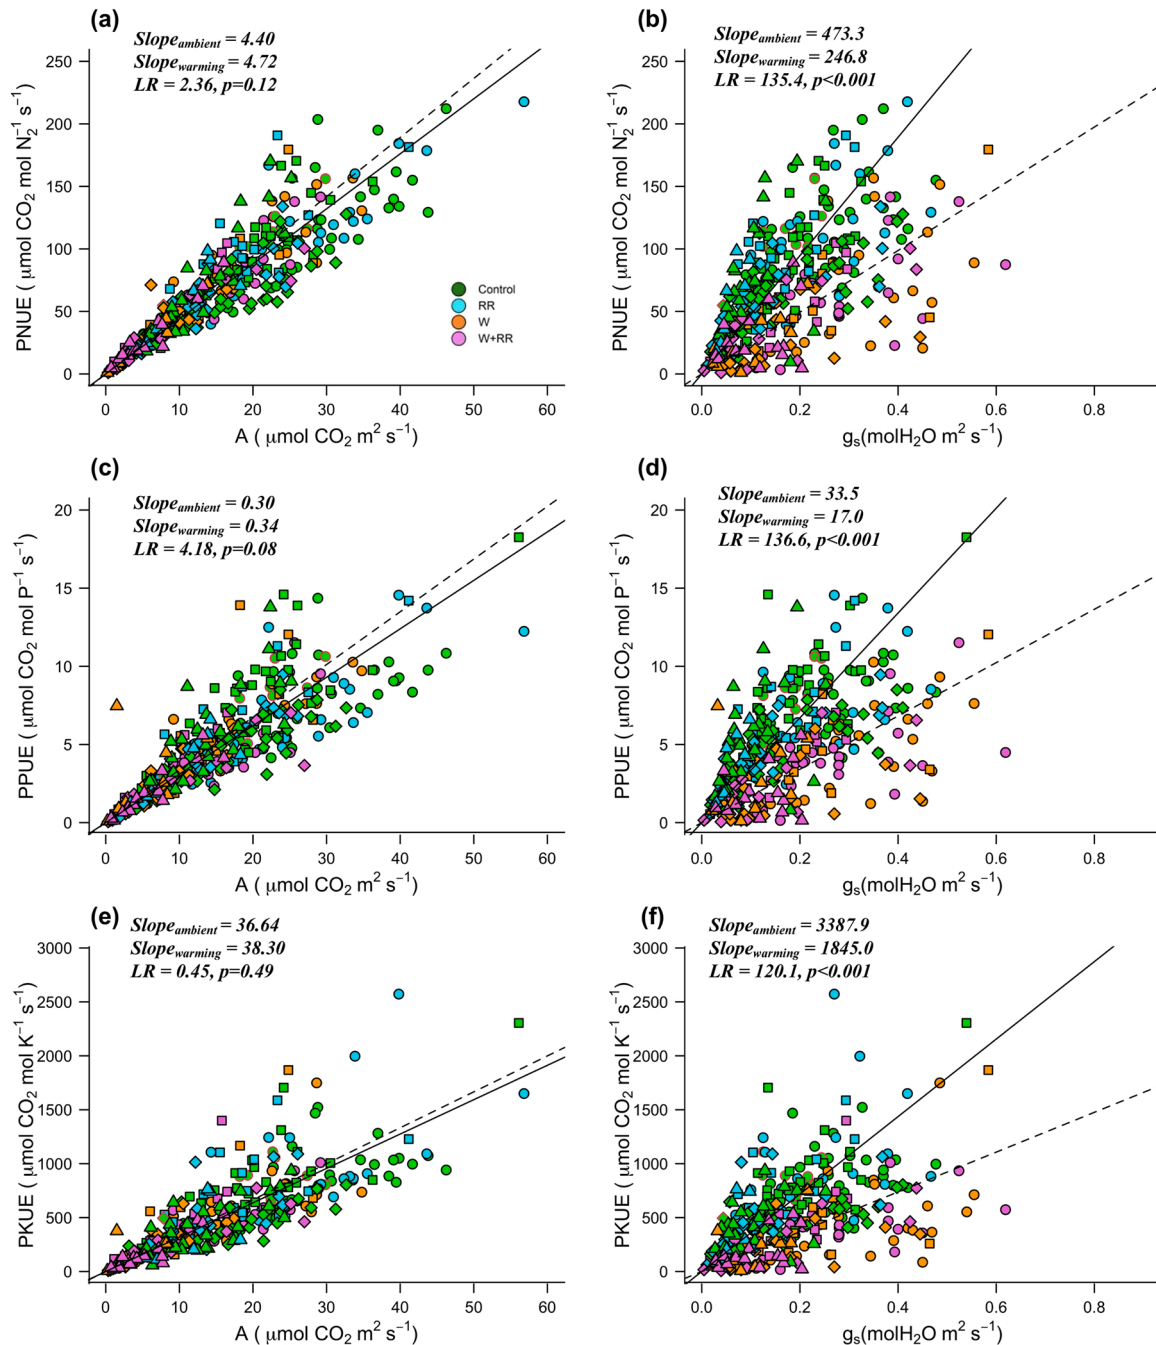 (a)
Slope_ambient = 4.40
Slope_warming = 4.72
LR = 2.36, p=0.12
PNUE ( μmol CO₂ mol N₂⁻¹ s⁻¹)
250
200
150
100
50
0
Control
RR
W
W+RR
0 10 20 30 40 50 60
A ( μmol CO₂ m² s⁻¹)
(b)
Slope_ambient = 473.3
Slope_warming = 246.8
LR = 135.4, p<0.001
PNUE ( μmol CO₂ mol N₂⁻¹ s⁻¹)
250
200
150
100
50
0
0.0 0.2 0.4 0.6 0.8
gₛ(molH₂O m² s⁻¹)
(c)
Slope_ambient = 0.30
Slope_warming = 0.34
LR = 4.18, p=0.08
PPUE ( μmol CO₂ mol P⁻¹ s⁻¹)
20
15
10
5
0
0 10 20 30 40 50 60
A ( μmol CO₂ m² s⁻¹)
(d)
Slope_ambient = 33.5
Slope_warming = 17.0
LR = 136.6, p<0.001
PPUE ( μmol CO₂ mol P⁻¹ s⁻¹)
20
15
10
5
0
0.0 0.2 0.4 0.6 0.8
gₛ(molH₂O m² s⁻¹)
(e)
Slope_ambient = 36.64
Slope_warming = 38.30
LR = 0.45, p=0.49
PKUE ( μmol CO₂ mol K⁻¹ s⁻¹)
3000
2500
2000
1500
1000
500
0
0 10 20 30 40 50 60
A ( μmol CO₂ m² s⁻¹)
(f)
Slope_ambient = 3387.9
Slope_warming = 1845.0
LR = 120.1, p<0.001
PKUE ( μmol CO₂ mol K⁻¹ s⁻¹)
3000
2500
2000
1500
1000
500
0
0.0 0.2 0.4 0.6 0.8
gₛ(molH₂O m² s⁻¹)